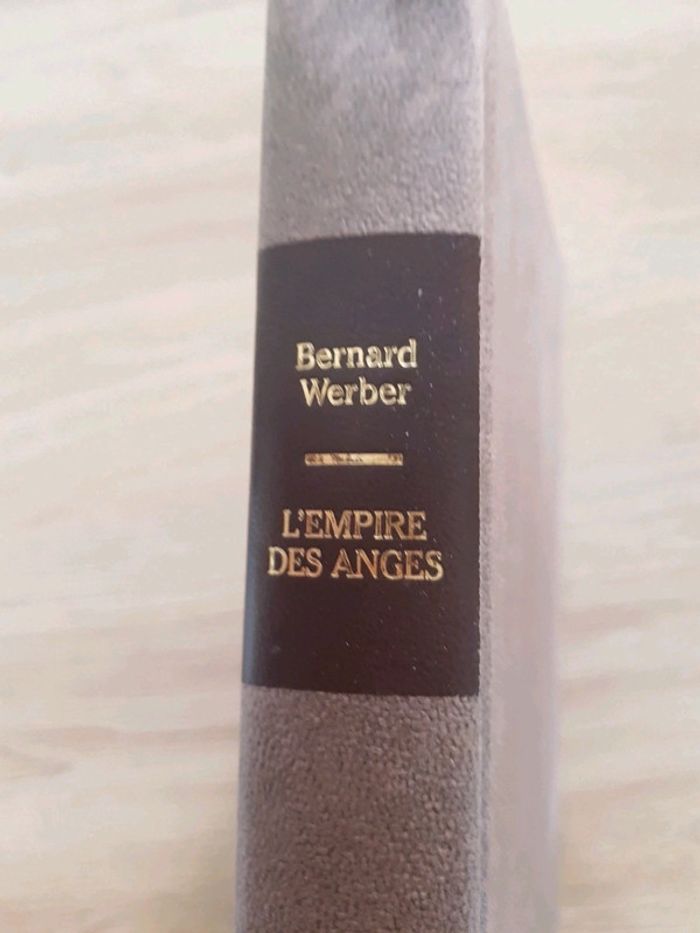 Bernard
Werber
L'EMPIRE
DES ANGES